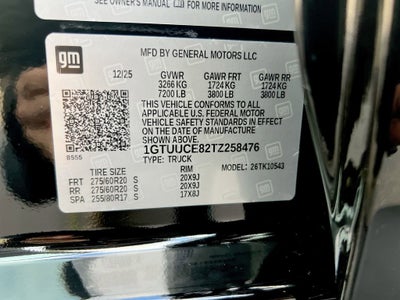 SEE OWNER'S MANUAL FOR MORE INFORMATION
gm
MFD BY GENERAL MOTORS LLC
12/25 GVWR GAWR FRT GAWR RR
3266 KG 1724 KG 1724 KG
7200 LB 3800 LB 3800 LB
THIS VEHICLE CONFORMS TO ALL
APPLICABLE U.S. FEDERAL MOTOR
VEHICLE SAFETY STANDARDS IN EFFECT
ON THE DATE OF MANUFACTURE
SHOWN ABOVE.
1GTUUCE82TZ258476
TYPE: TRUCK
B555
MODEL: 26TK10543
TIRE SIZE RIM
FRT 275/60R20 S 20X9J
RR 275/60R20 S 20X9J
SPA 255/80R17 S 17X8J